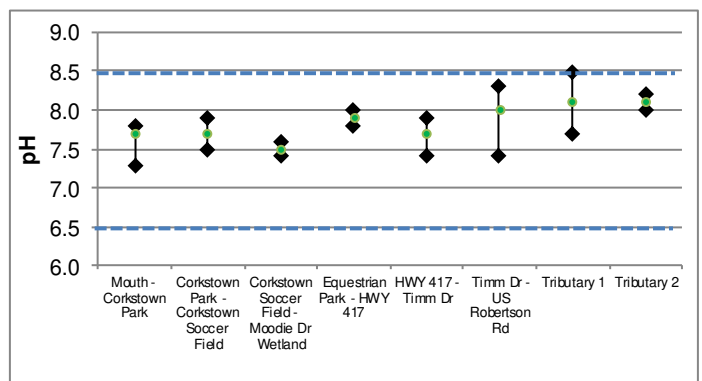 9.0
8.5
8.0
7.5
7.0
6.5
6.0
pH
Mouth -
Corkstown
Park
Corkstown
Park -
Corkstown
Soccer
Field
Corkstown
Soccer
Field -
Moodie Dr
Wetland
Equestrian
Park - HWY
417
HWY 417 -
Timm Dr
Timm Dr -
US
Robertson
Rd
Tributary 1
Tributary 2